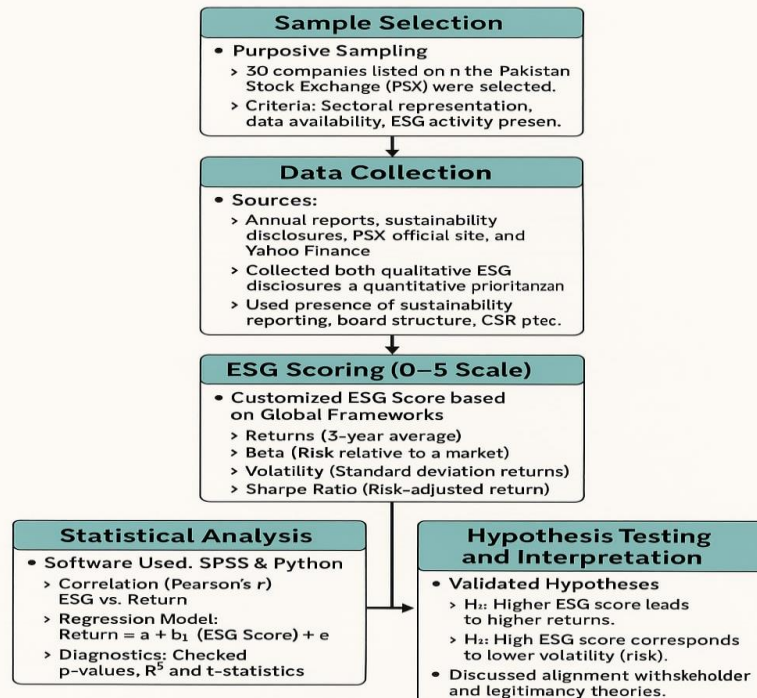 Sample Selection
• Purposive Sampling
> 30 companies listed on n the Pakistan
Stock Exchange (PSX) were selected.
> Criteria: Sectoral representation,
data availability, ESG activity presen.
Data Collection
• Sources:
> Annual reports, sustainability
disclosures, PSX official site, and
Yahoo Finance
> Collected both qualitative ESG
disclosures a quantitative prioritanzan
> Used presence of sustainability
reporting, board structure, CSR ptec.
ESG Scoring (0–5 Scale)
• Customized ESG Score based
on Global Frameworks
> Returns (3-year average)
> Beta (Risk relative to a market)
> Volatility (Standard deviation returns)
> Sharpe Ratio (Risk-adjusted return)
Statistical Analysis
• Software Used. SPSS & Python
> Correlation (Pearson's r)
ESG vs. Return
> Regression Model:
Return = a + b₁ (ESG Score) + e
> Diagnostics: Checked
p-values, R⁵ and t-statistics
Hypothesis Testing
and Interpretation
• Validated Hypotheses
> H₂: Higher ESG score leads
to higher returns.
> H₂: High ESG score corresponds
to lower volatility (risk).
• Discussed alignment withskeholder
and legitimancy theories.